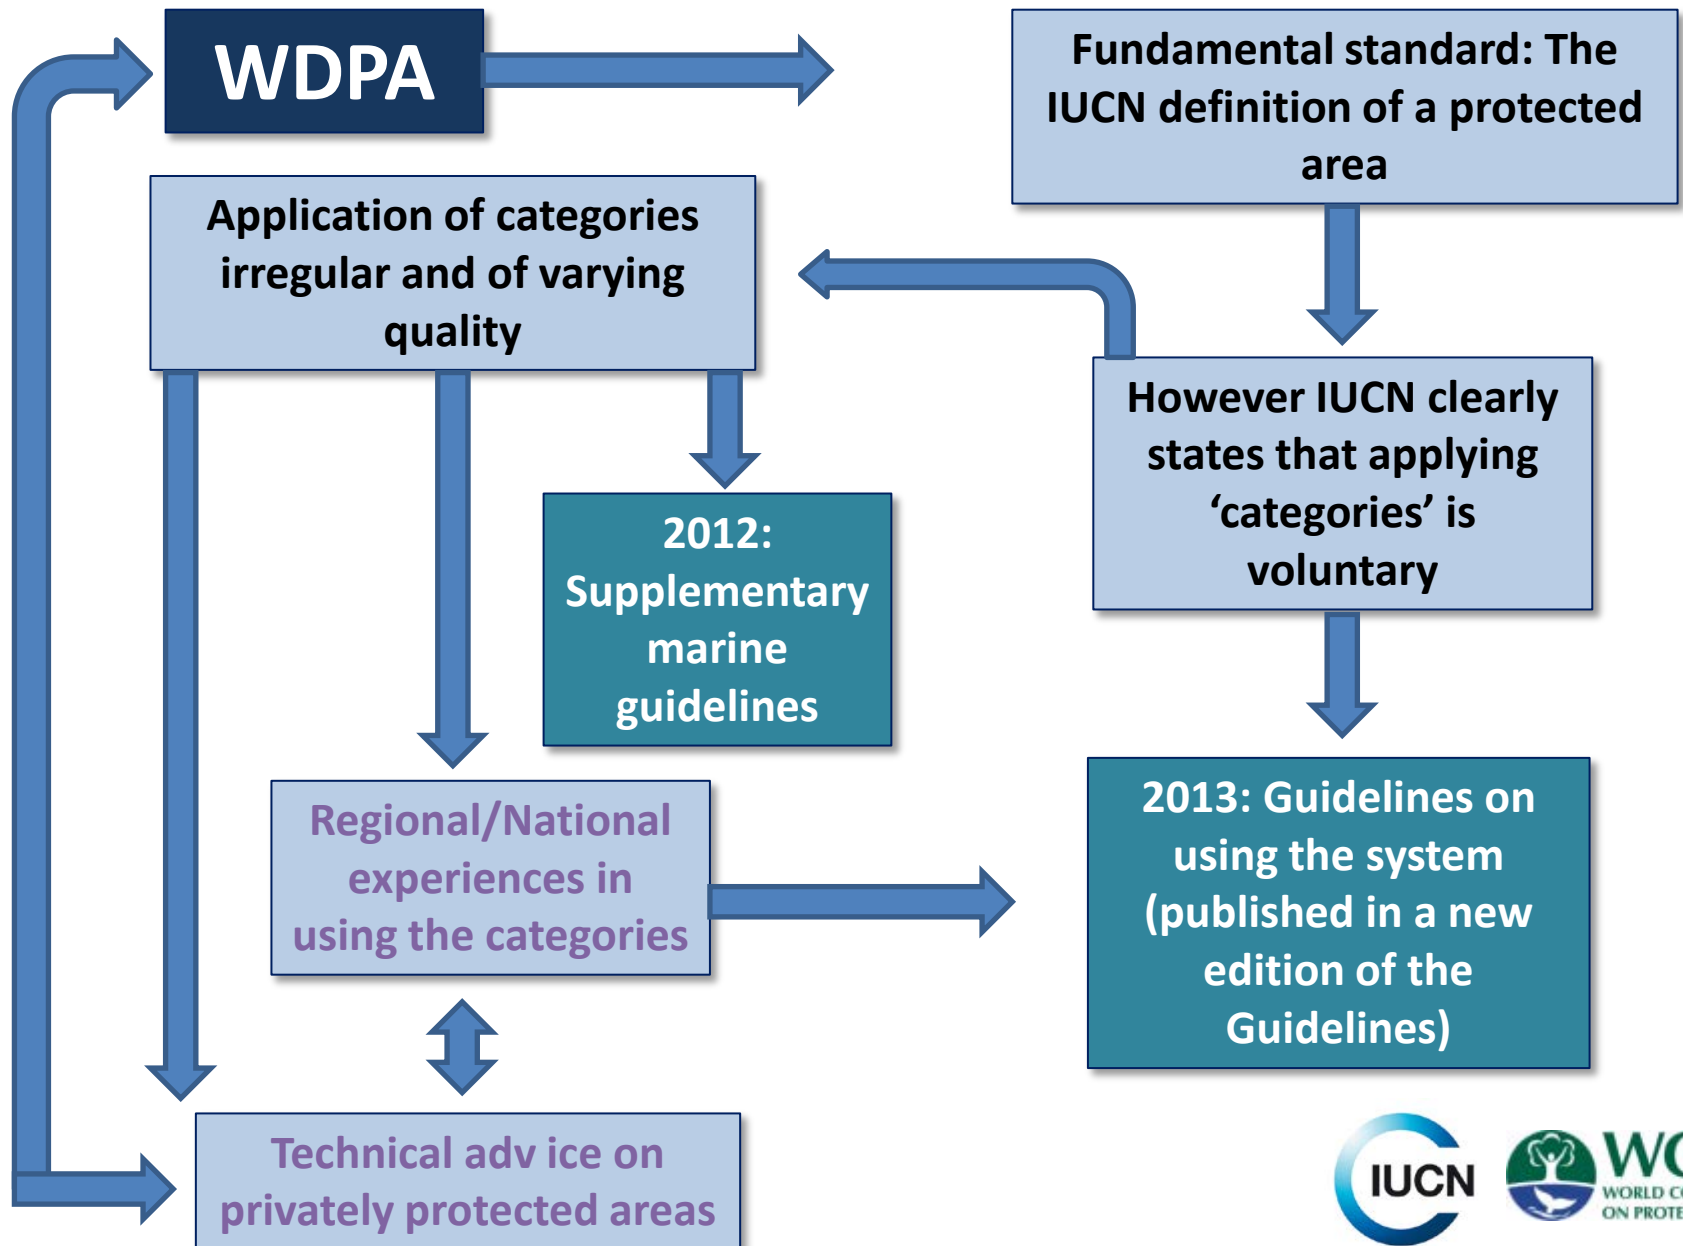 WDPA
Fundamental standard: The
IUCN definition of a protected
area
Application of categories
irregular and of varying
quality
However IUCN clearly
states that applying
‘categories’ is
voluntary
2012:
Supplementary
marine
guidelines
Regional/National
experiences in
using the categories
2013: Guidelines on
using the system
(published in a new
edition of the
Guidelines)
Technical adv ice on
privately protected areas
IUCN
WORLD
ON